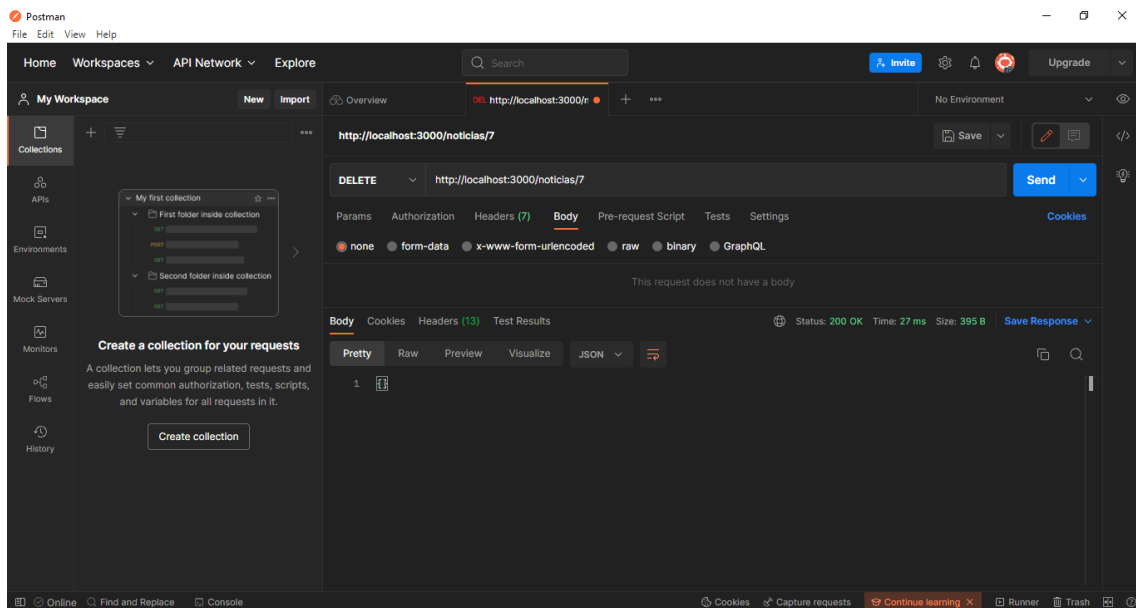 Postman
File Edit View Help
Home Workspaces API Network Explore Search Invite Upgrade
My Workspace New Import Overview DEL http://localhost:3000/n No Environment
Collections
http://localhost:3000/noticias/7 Save
DELETE http://localhost:3000/noticias/7 Send
APIs
Params Authorization Headers (7) Body Pre-request Script Tests Settings Cookies
none form-data x-www-form-urlencoded raw binary GraphQL
Environments
This request does not have a body
Mock Servers
My first collection
First folder inside collection
GET
POST
GET
Second folder inside collection
GET
GET
Body Cookies Headers (13) Test Results Status: 200 OK Time: 27 ms Size: 395 B Save Response
Monitors
Create a collection for your requests
A collection lets you group related requests and
easily set common authorization, tests, scripts,
and variables for all requests in it.
Create collection
Pretty Raw Preview Visualize JSON
1 {}
Flows
History
Online Find and Replace Console Cookies Capture requests Continue learning Runner Trash